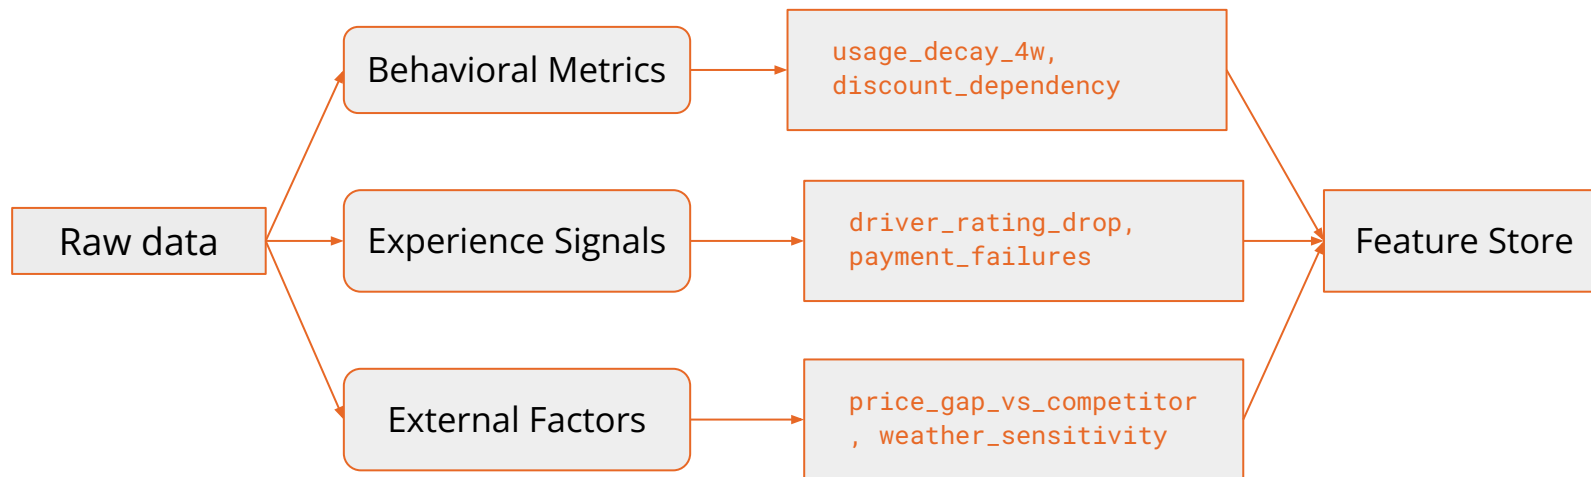 Raw data
Behavioral Metrics
usage_decay_4w,
discount_dependency
Experience Signals
driver_rating_drop,
payment_failures
External Factors
price_gap_vs_competitor
, weather_sensitivity
Feature Store